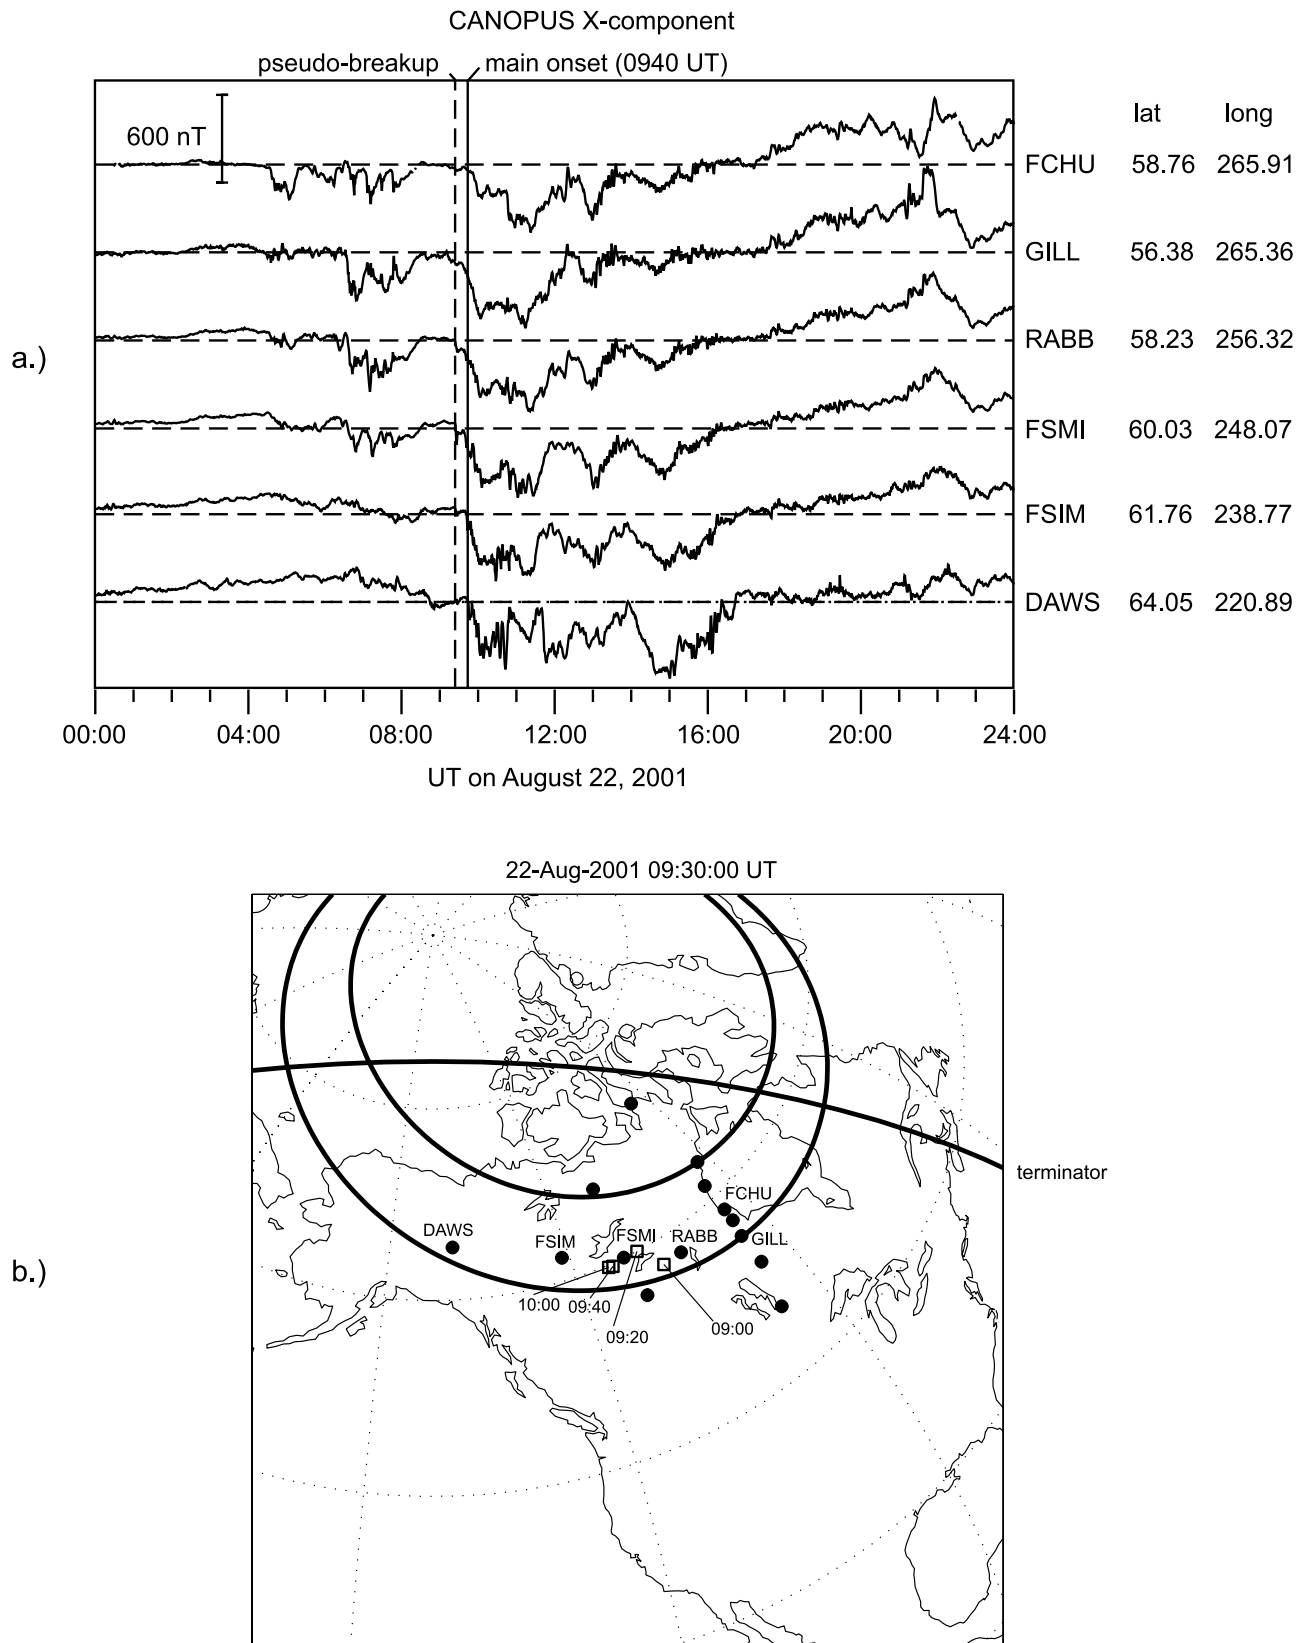 CANOPUS X-component
pseudo-breakup
main onset (0940 UT)
600 nT
lat long
FCHU 58.76 265.91
GILL 56.38 265.36
RABB 58.23 256.32
FSMI 60.03 248.07
FSIM 61.76 238.77
DAWS 64.05 220.89
a.)
00:00 04:00 08:00 12:00 16:00 20:00 24:00
UT on August 22, 2001
22-Aug-2001 09:30:00 UT
terminator
FCHU
DAWS FSIM FSMI RABB GILL
b.)
10:00 09:40
09:20 09:00